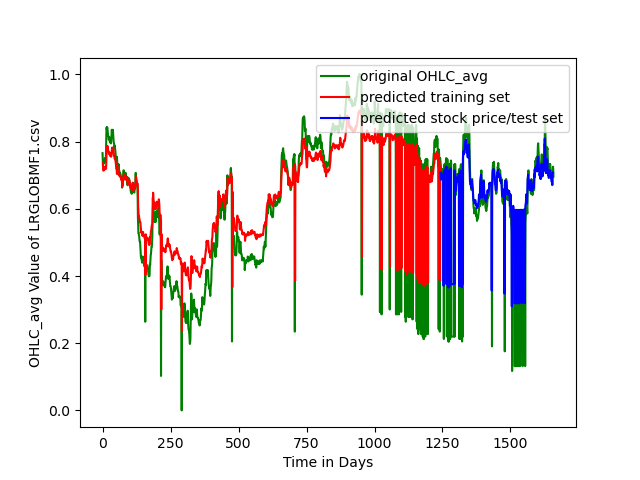 original OHLC_avg
predicted training set
predicted stock price/test set
OHLC_avg Value of LRGLOBMF1.csv
1.0
0.8
0.6
0.4
0.2
0.0
0 250 500 750 1000 1250 1500
Time in Days